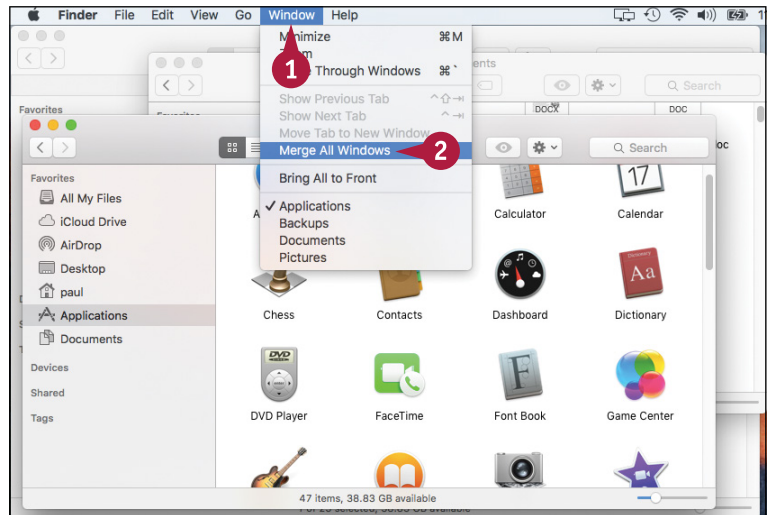 Finder File Edit View Go Window Help
Minimize ⌘M
1
Through Windows ⌘`
Show Previous Tab ^⇧⇥
Show Next Tab ^⇥
Move Tab to New Window
Merge All Windows
2
Bring All to Front
✓ Applications
Backups
Documents
Pictures
Search
Favorites
DOCX
DOC
Search
Favorites
All My Files
iCloud Drive
AirDrop
Desktop
paul
Applications
Documents
Devices
Shared
Tags
17
Calculator
Calendar
Aa
Chess
Contacts
Dashboard
Dictionary
DVD
F
DVD Player
FaceTime
Font Book
Game Center
47 items, 38.83 GB available